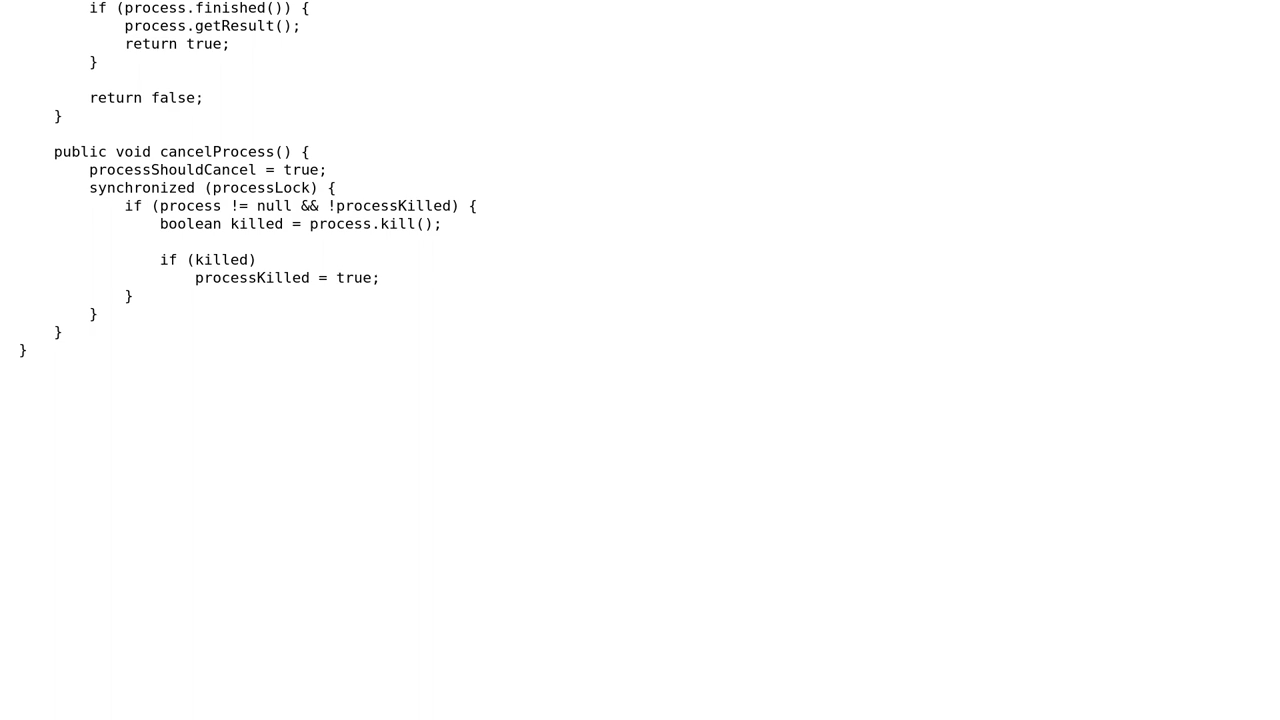 if (process.finished()) {
            process.getResult();
            return true;
        }

        return false;
    }

    public void cancelProcess() {
        processShouldCancel = true;
        synchronized (processLock) {
            if (process != null && !processKilled) {
                boolean killed = process.kill();

                if (killed)
                    processKilled = true;
            }
        }
    }
}